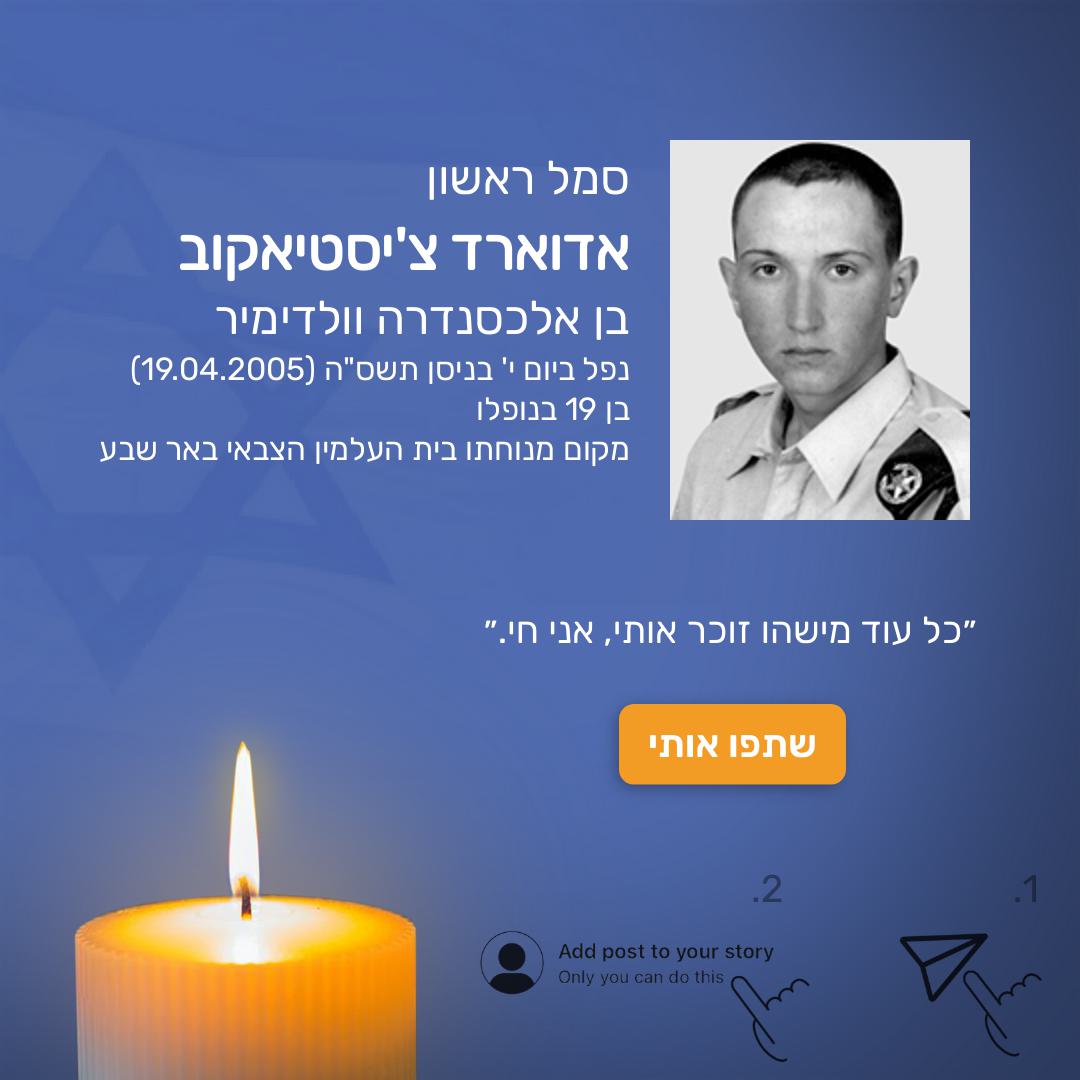 סמל ראשון
אדוארד צ'יסטיאקוב
בן אלכסנדרה וולדימיר
נפל ביום י' בניסן תשס"ה (19.04.2005)
בן 19 בנופלו
מקום מנוחתו בית העלמין הצבאי באר שבע
״כל עוד מישהו זוכר אותי, אני חי.״
שתפו אותי
1.
2.
Add post to your story
Only you can do this